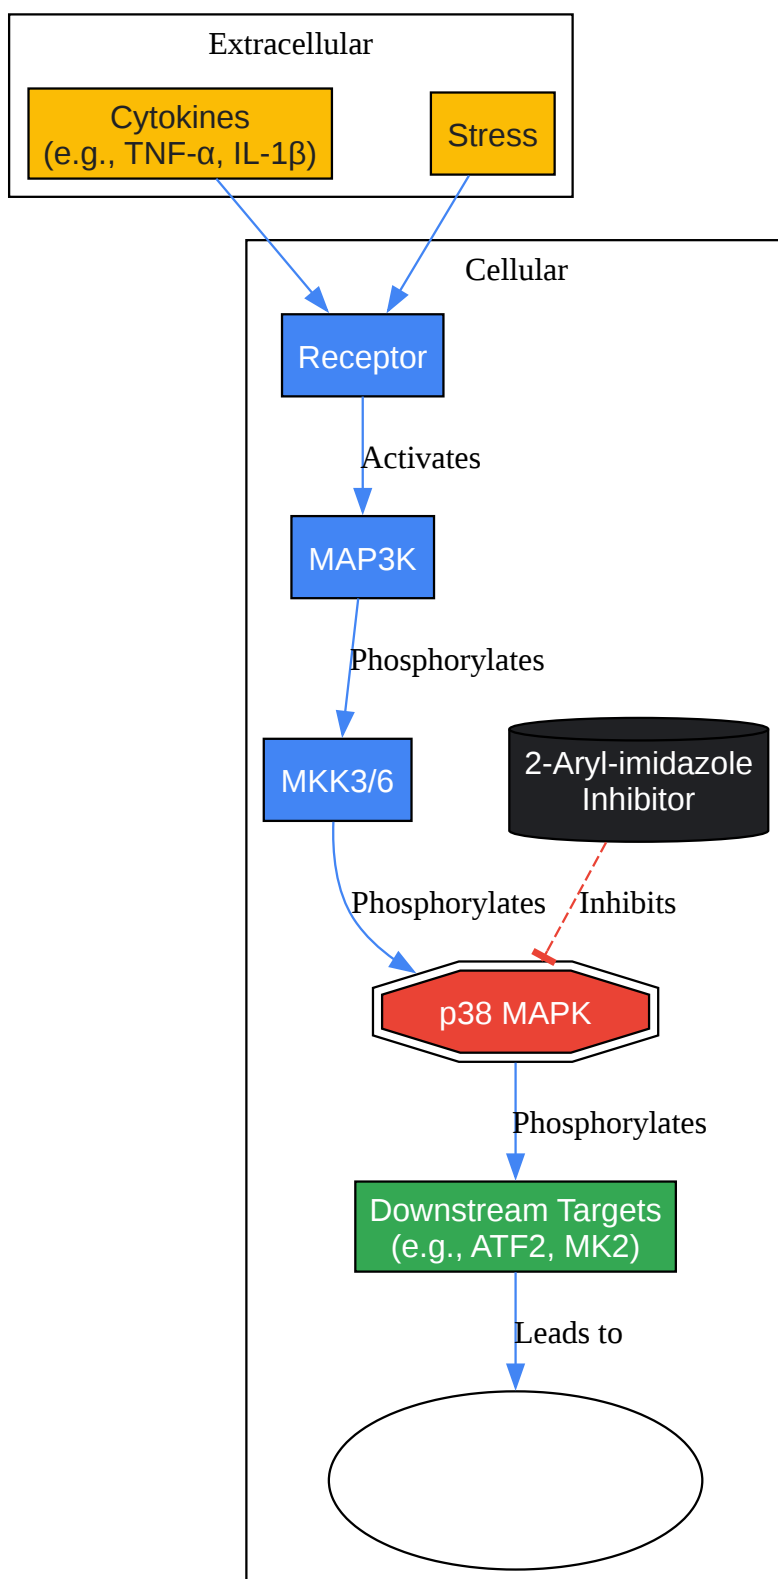 Extracellular
Cytokines
(e.g., TNF-α, IL-1β)
Stress
Cellular
Receptor
Activates
MAP3K
Phosphorylates
MKK3/6
2-Aryl-imidazole
Inhibitor
Phosphorylates
Inhibits
p38 MAPK
Phosphorylates
Downstream Targets
(e.g., ATF2, MK2)
Leads to